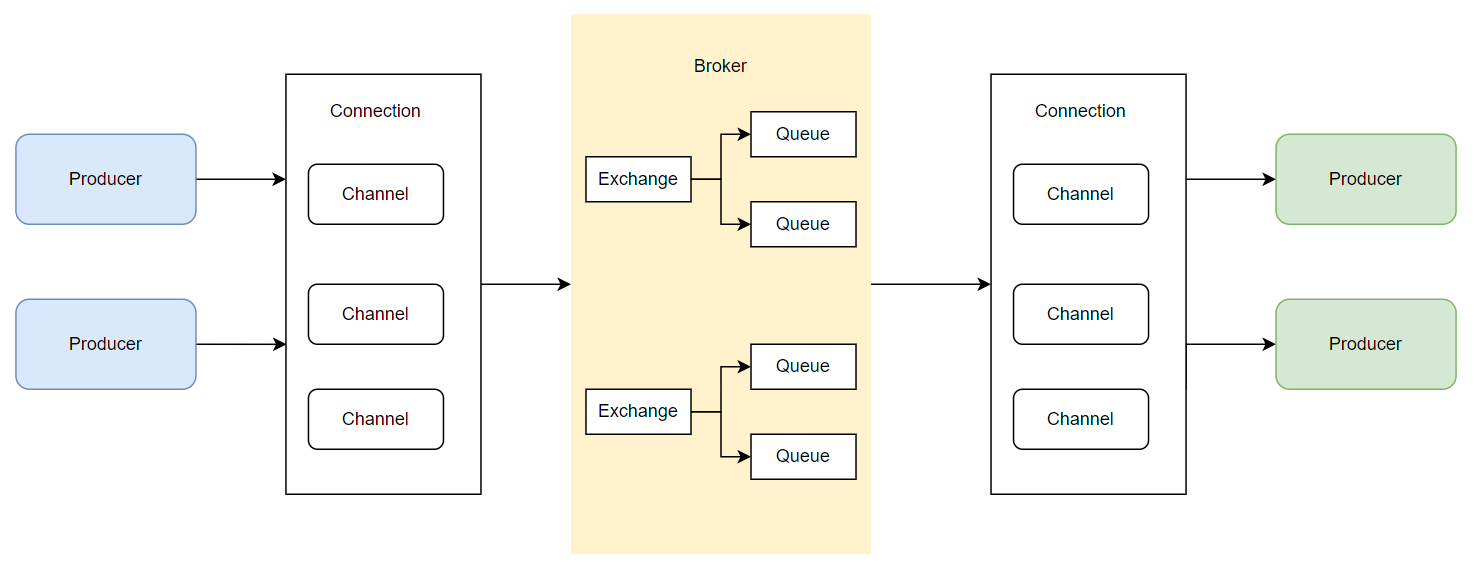 Producer
Producer
Connection
Channel
Channel
Channel
Broker
Exchange
Queue
Queue
Exchange
Queue
Queue
Connection
Channel
Channel
Channel
Producer
Producer